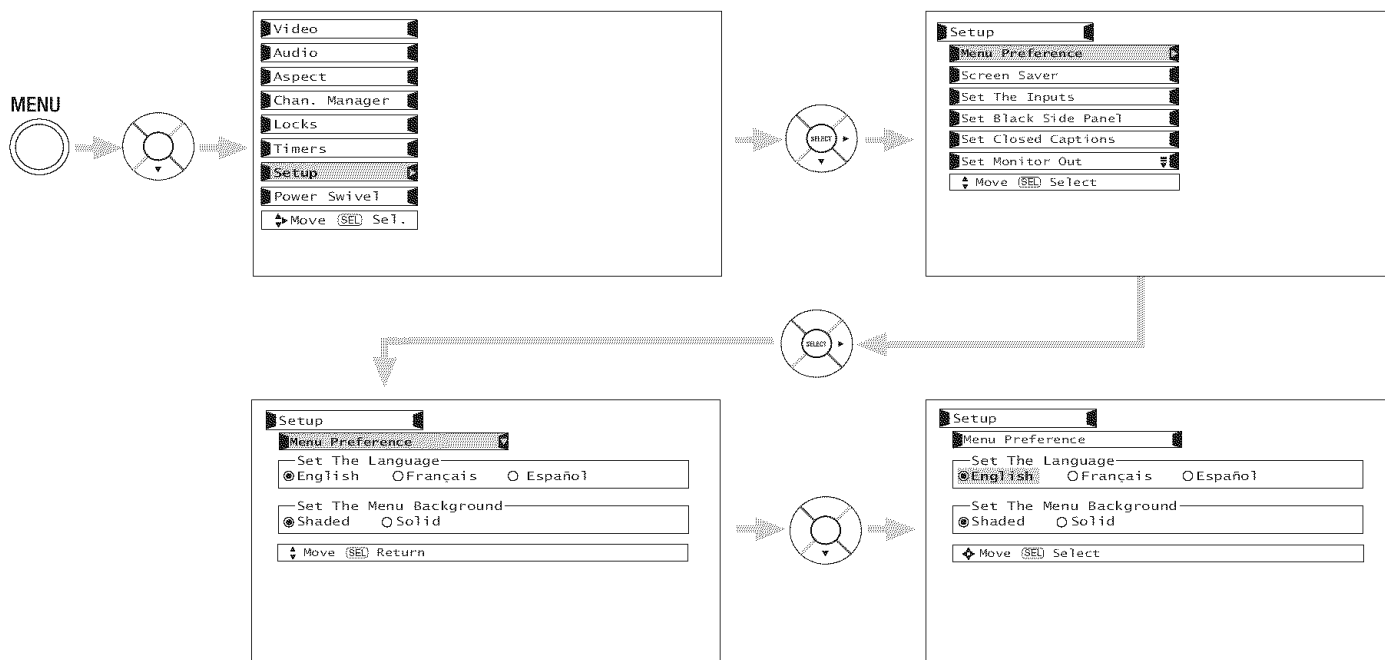 MENU
Video
Audio
Aspect
Chan. Manager
Locks
Timers
Setup
Power Swivel
Move SEL Sel.
SELECT
Setup
Menu Preference
Screen Saver
Set The Inputs
Set Black Side Panel
Set Closed Captions
Set Monitor Out
Move SEL Select
SELECT
Setup
Menu Preference
Set The Language
English Français Español
Set The Menu Background
Shaded Solid
Move SEL Return
Setup
Menu Preference
Set The Language
English Français Español
Set The Menu Background
Shaded Solid
Move SEL Select